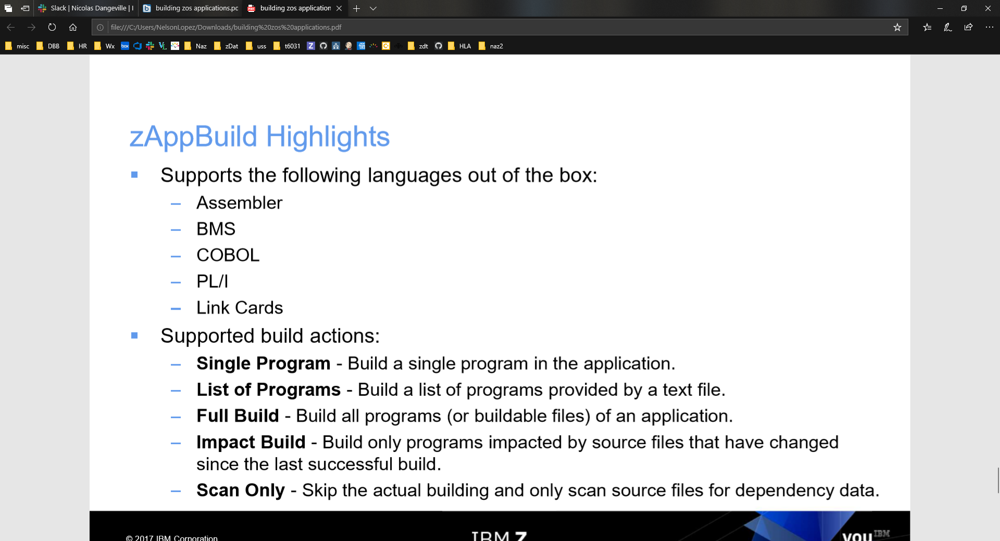 Slack | Nicolas Dangeville | I
building zos applications.pc
building zos application
file:///C:/Users/NelsonLopez/Downloads/building%20zos%20applications.pdf
misc DBB HR Wx box Naz zDat uss t6031 Z zdt HLA naz2
zAppBuild Highlights
Supports the following languages out of the box:
– Assembler
– BMS
– COBOL
– PL/I
– Link Cards
Supported build actions:
– Single Program - Build a single program in the application.
– List of Programs - Build a list of programs provided by a text file.
– Full Build - Build all programs (or buildable files) of an application.
– Impact Build - Build only programs impacted by source files that have changed
since the last successful build.
– Scan Only - Skip the actual building and only scan source files for dependency data.
© 2017 IBM Corporation
IBM Z
you IBM